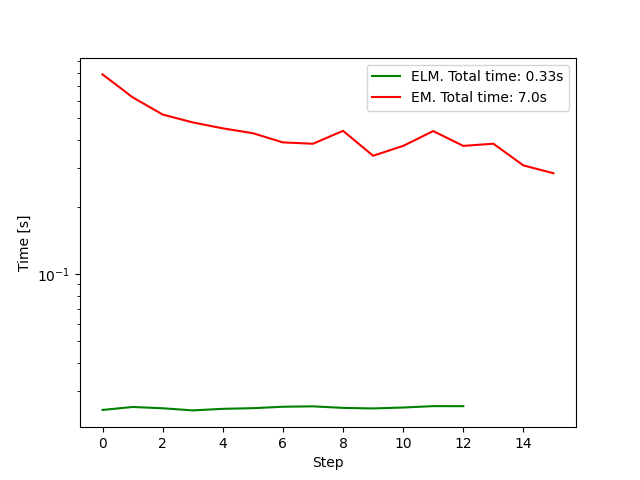 ELM. Total time: 0.33s
EM. Total time: 7.0s
Time [s]
10⁻¹
0 2 4 6 8 10 12 14
Step